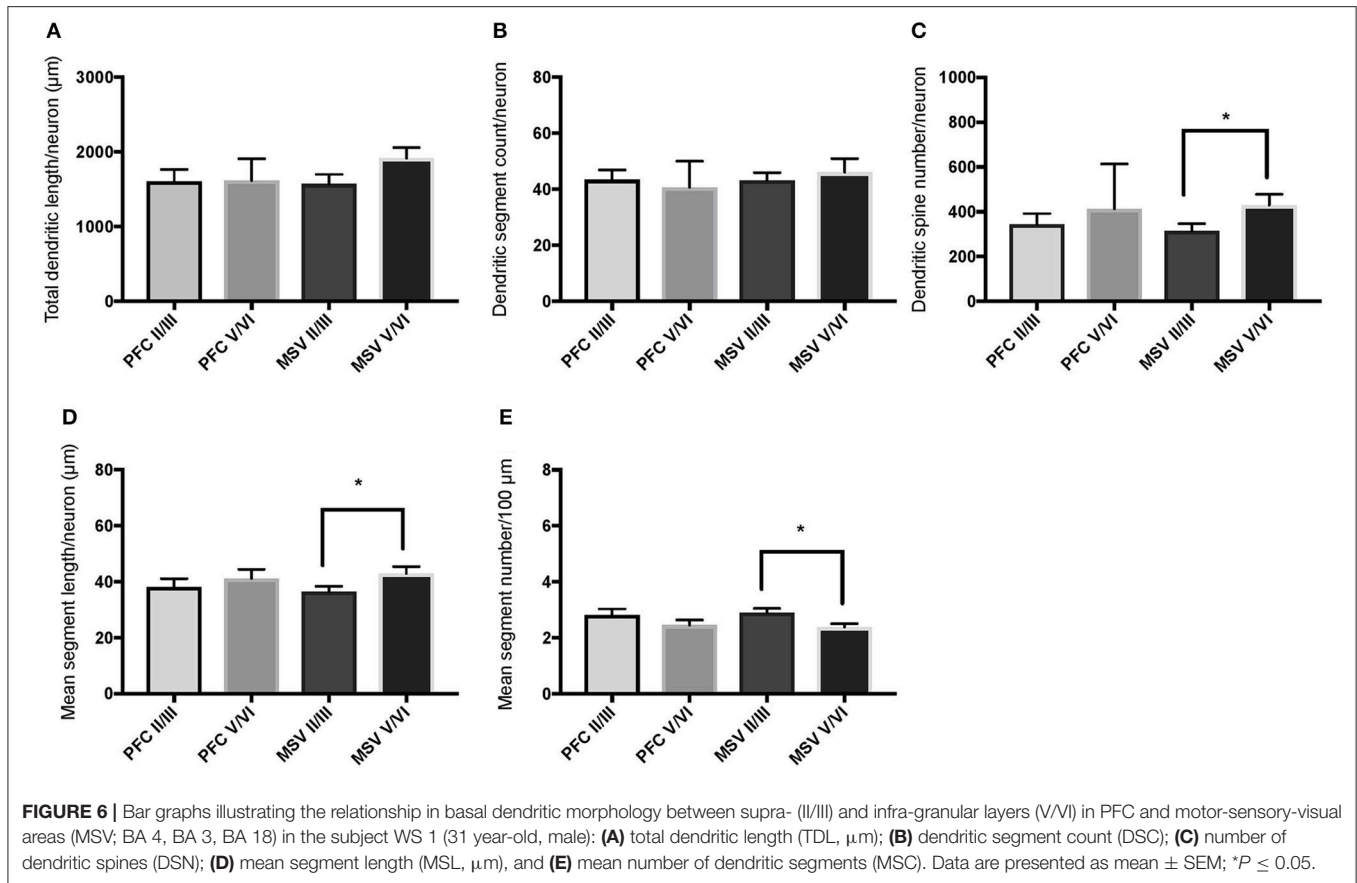 A
Total dendritic length/neuron (µm)
3000
2000
1000
0
PFC II/III
PFC V/VI
MSV II/III
MSV V/VI
B
Dendritic segment count/neuron
80
60
40
20
0
PFC II/III
PFC V/VI
MSV II/III
MSV V/VI
C
Dendritic spine number/neuron
1000
800
600
400
200
0
*
PFC II/III
PFC V/VI
MSV II/III
MSV V/VI
D
Mean segment length/neuron (µm)
80
60
40
20
0
*
PFC II/III
PFC V/VI
MSV II/III
MSV V/VI
E
Mean segment number/100 µm
8
6
4
2
0
*
PFC II/III
PFC V/VI
MSV II/III
MSV V/VI
FIGURE 6 | Bar graphs illustrating the relationship in basal dendritic morphology between supra- (II/III) and infra-granular layers (V/VI) in PFC and motor-sensory-visual
areas (MSV; BA 4, BA 3, BA 18) in the subject WS 1 (31 year-old, male): (A) total dendritic length (TDL, µm); (B) dendritic segment count (DSC); (C) number of
dendritic spines (DSN); (D) mean segment length (MSL, µm), and (E) mean number of dendritic segments (MSC). Data are presented as mean ± SEM; *P ≤ 0.05.